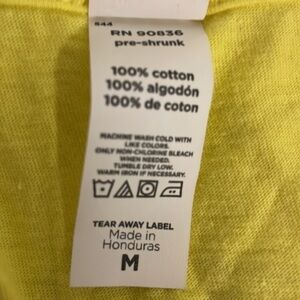 844
RN 90836
pre-shrunk
100% cotton
100% algodón
100% de coton
MACHINE WASH COLD WITH
LIKE COLORS.
ONLY NON-CHLORINE BLEACH
WHEN NEEDED.
TUMBLE DRY LOW.
WARM IRON IF NECESSARY.
TEAR AWAY LABEL
Made in
Honduras
M